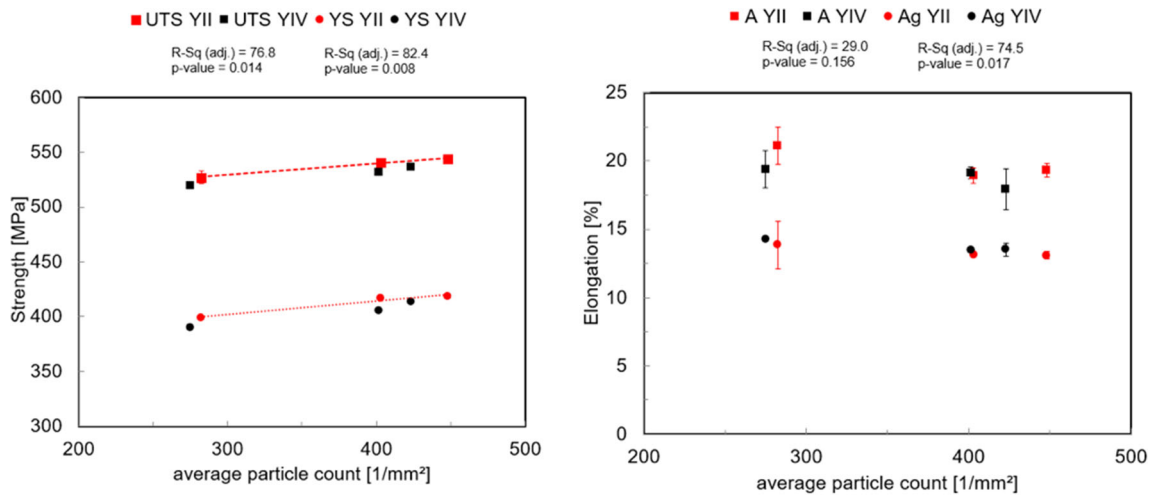 UTS YII UTS YIV YS YII YS YIV
R-Sq (adj.) = 76.8 R-Sq (adj.) = 82.4
p-value = 0.014 p-value = 0.008
600
550
500
450
400
350
300
Strength [MPa]
200 300 400 500
average particle count [1/mm²]
A YII A YIV Ag YII Ag YIV
R-Sq (adj.) = 29.0 R-Sq (adj.) = 74.5
p-value = 0.156 p-value = 0.017
25
20
15
10
5
0
Elongation [%]
200 300 400 500
average particle count [1/mm²]